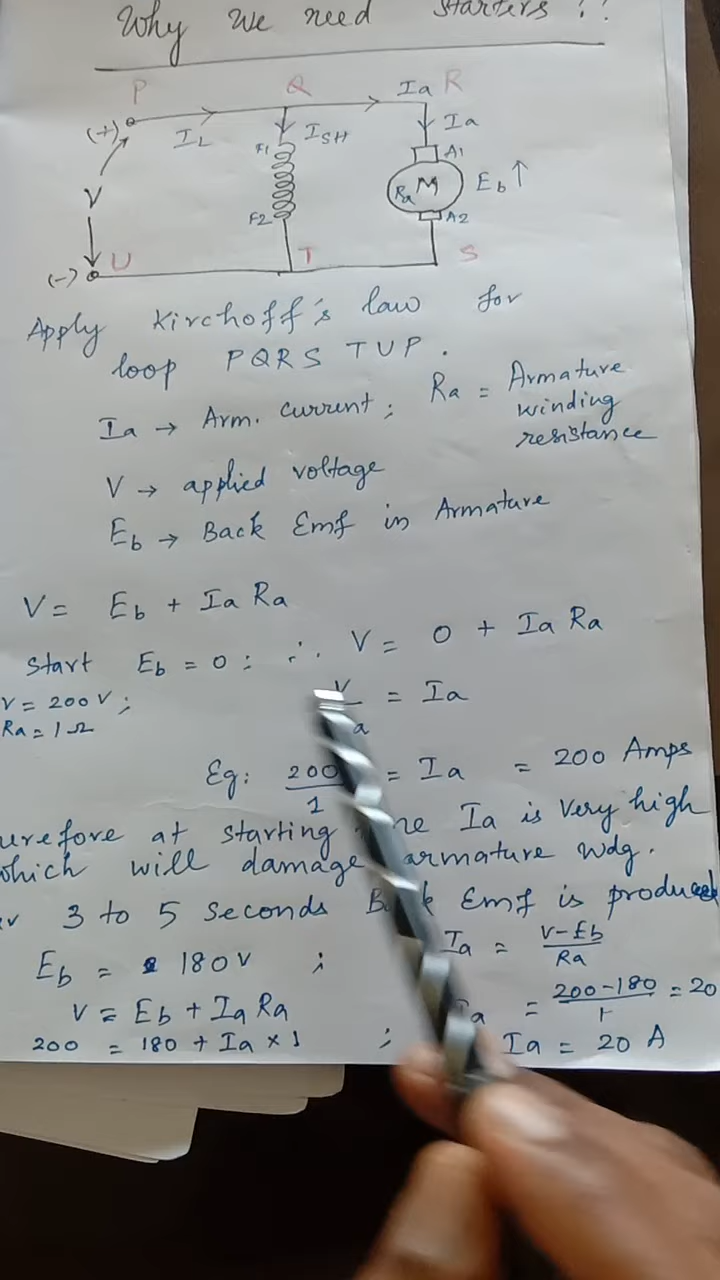 Why we need starters ! !
P Q Ia R
(+) IL ISH Ia
F1 A1
V Ra M Eb ↑
F2 A2
(-) U T S
Apply Kirchoff's law for
loop PQRS TUP.
Ia → Arm. current; Ra = Armature
winding
resistance
V → applied voltage
Eb → Back Emf in Armature
V = Eb + Ia Ra
start Eb = 0 : ∴ V = 0 + Ia Ra
V = 200 V ;
Ra = 1 Ω
= Ia
Eg: 200/1 = Ia = 200 Amps
at starting Ia is very high
which will damage armature wdg.
3 to 5 seconds Emf is produced
Eb = 180V ; Ia = V-Eb/Ra
V = Eb + Ia Ra = 200-180/1 = 20
200 = 180 + Ia × 1 ; Ia = 20 A